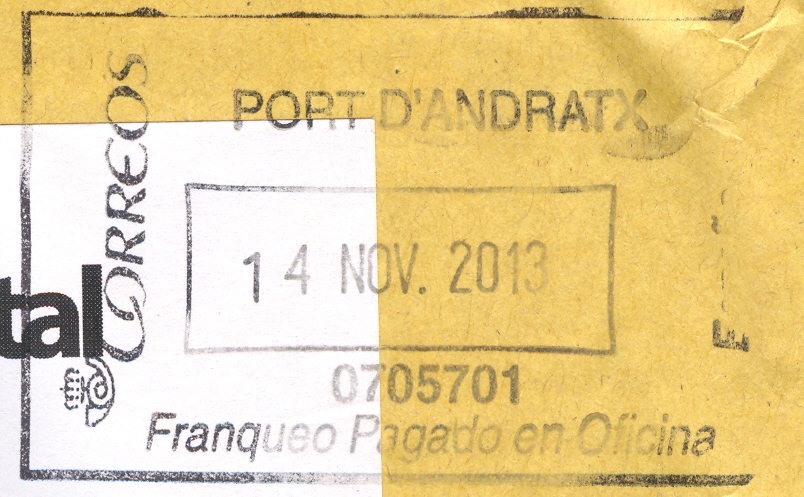 PORT D'ANDRATX
CORREOS
14 NOV. 2013
tal
0705701
Franqueo Pagado en Oficina